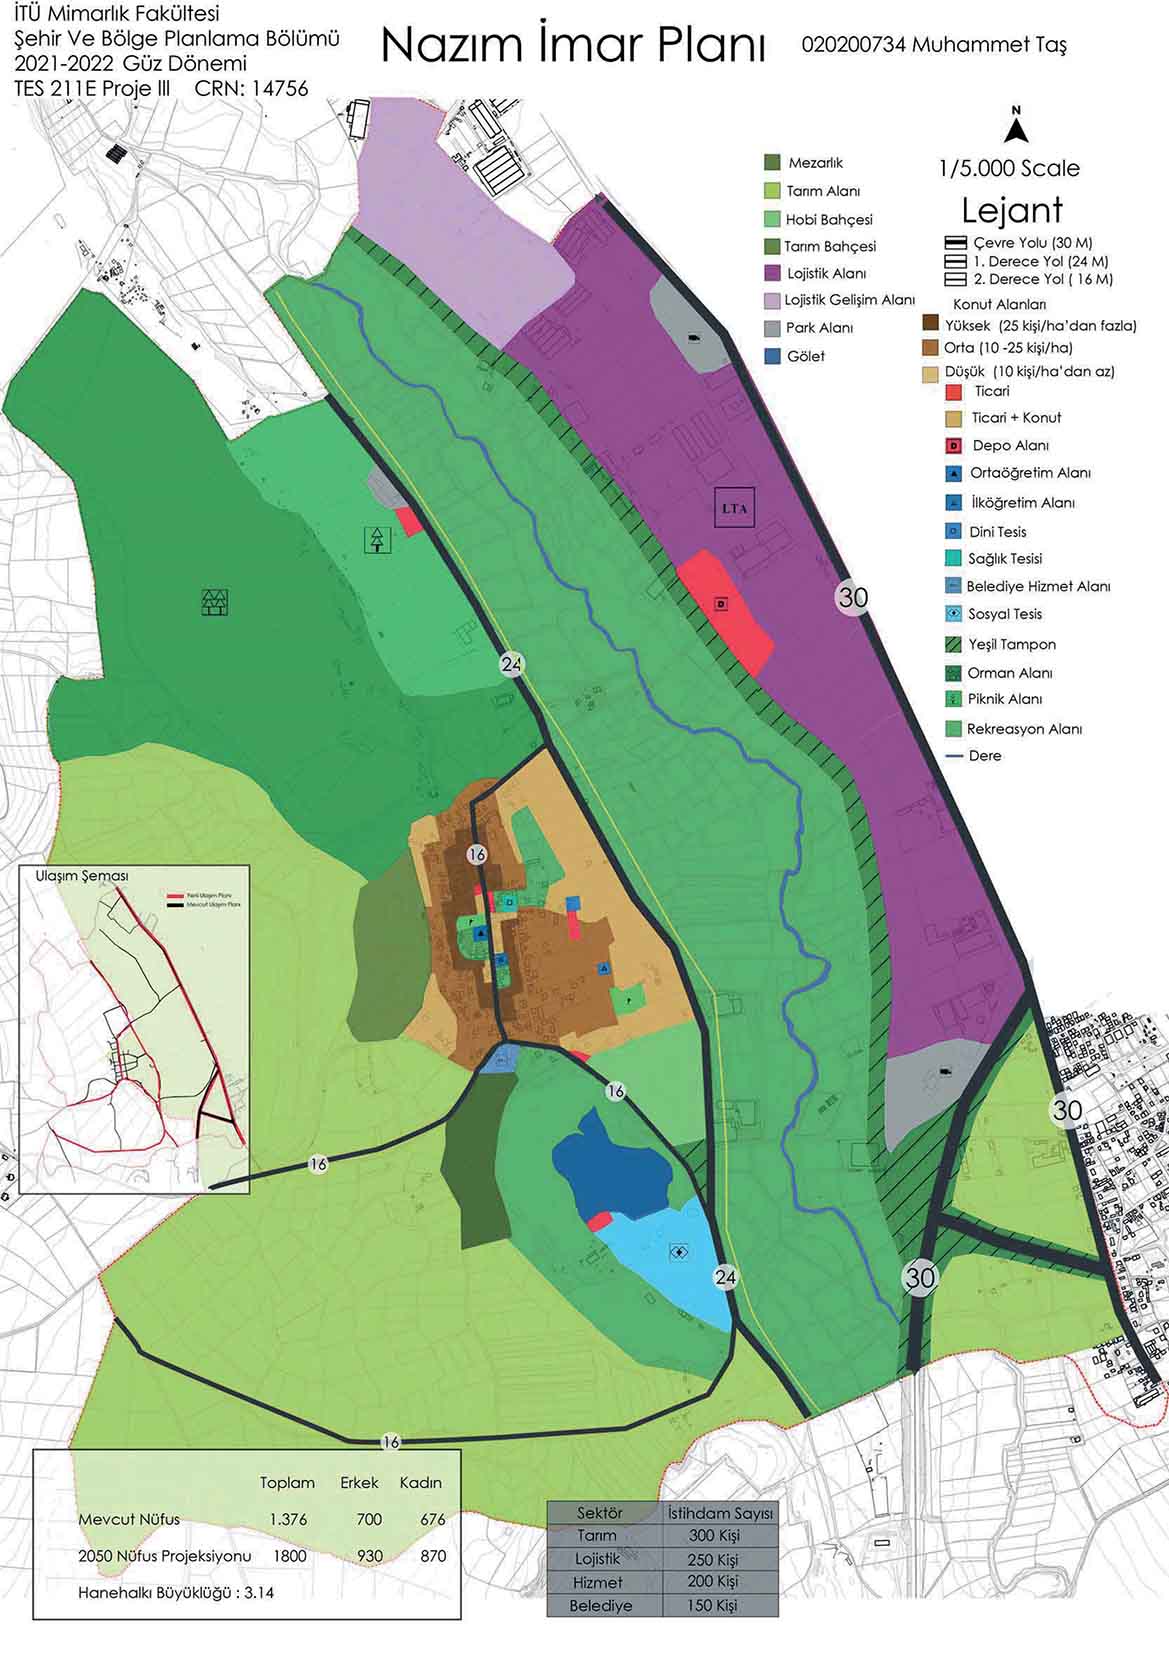 İTÜ Mimarlık Fakültesi
Şehir Ve Bölge Planlama Bölümü
2021-2022 Güz Dönemi
TES 211E Proje III CRN: 14756
Nazım İmar Planı
020200734 Muhammet Taş
N
1/5.000 Scale
Lejant
Çevre Yolu (30 M)
1. Derece Yol (24 M)
2. Derece Yol ( 16 M)
Konut Alanları
Yüksek (25 kişi/ha'dan fazla)
Orta (10 -25 kişi/ha)
Düşük (10 kişi/ha'dan az)
Ticari
Ticari + Konut
D Depo Alanı
Ortaöğretim Alanı
İlköğretim Alanı
Dini Tesis
Sağlık Tesisi
Belediye Hizmet Alanı
Sosyal Tesis
Yeşil Tampon
Orman Alanı
Piknik Alanı
Rekreasyon Alanı
Dere
Mezarlık
Tarım Alanı
Hobi Bahçesi
Tarım Bahçesi
Lojistik Alanı
Lojistik Gelişim Alanı
Park Alanı
Gölet
LTA
D
30
24
16
16
30
16
24
30
16
Ulaşım Şeması
Yeni Ulaşım Planı
Mevcut Ulaşım Planı
Toplam Erkek Kadın
Mevcut Nüfus 1.376 700 676
2050 Nüfus Projeksiyonu 1800 930 870
Hanehalkı Büyüklüğü : 3.14
Sektör İstihdam Sayısı
Tarım 300 Kişi
Lojistik 250 Kişi
Hizmet 200 Kişi
Belediye 150 Kişi